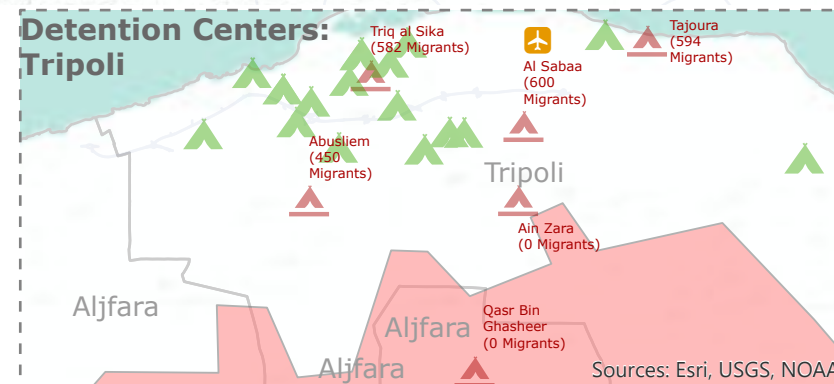 Detention Centers:
Tripoli
Triq al Sika
(582 Migrants)
Tajoura
(594
Migrants)
Al Sabaa
(600
Migrants)
Abusliem
(450
Migrants)
Tripoli
Ain Zara
(0 Migrants)
Aljfara
Qasr Bin
Ghasheer
(0 Migrants)
Aljfara
Aljfara
Sources: Esri, USGS, NOAA